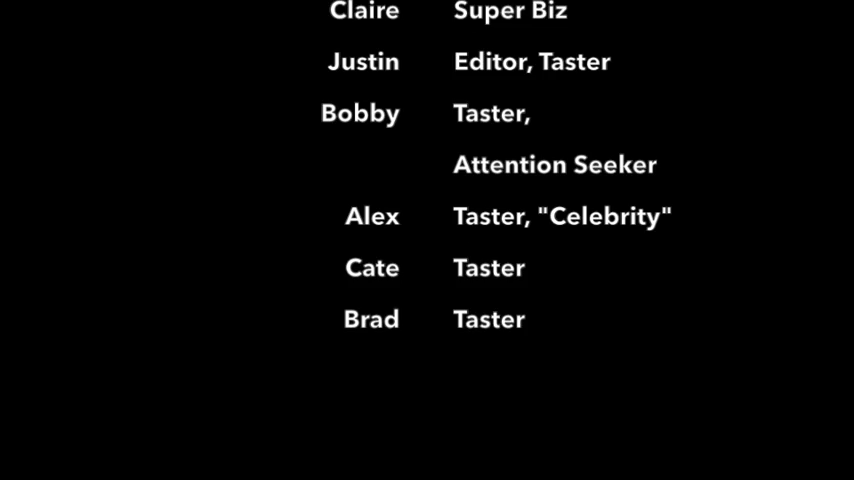 Claire Super Biz
Justin Editor, Taster
Bobby Taster,
Attention Seeker
Alex Taster, "Celebrity"
Cate Taster
Brad Taster